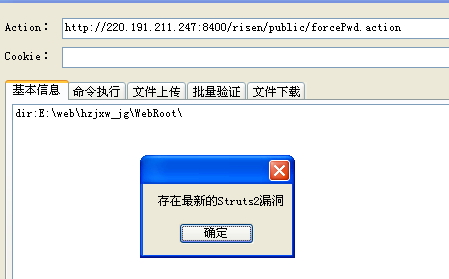 Action: http://220.191.211.247:8400/risen/public/forcePwd.action
Cookie:
基本信息 命令执行 文件上传 批量验证 文件下载
dir:E:\web\hzjxw_jg\WebRoot\
存在最新的Struts2漏洞
确定